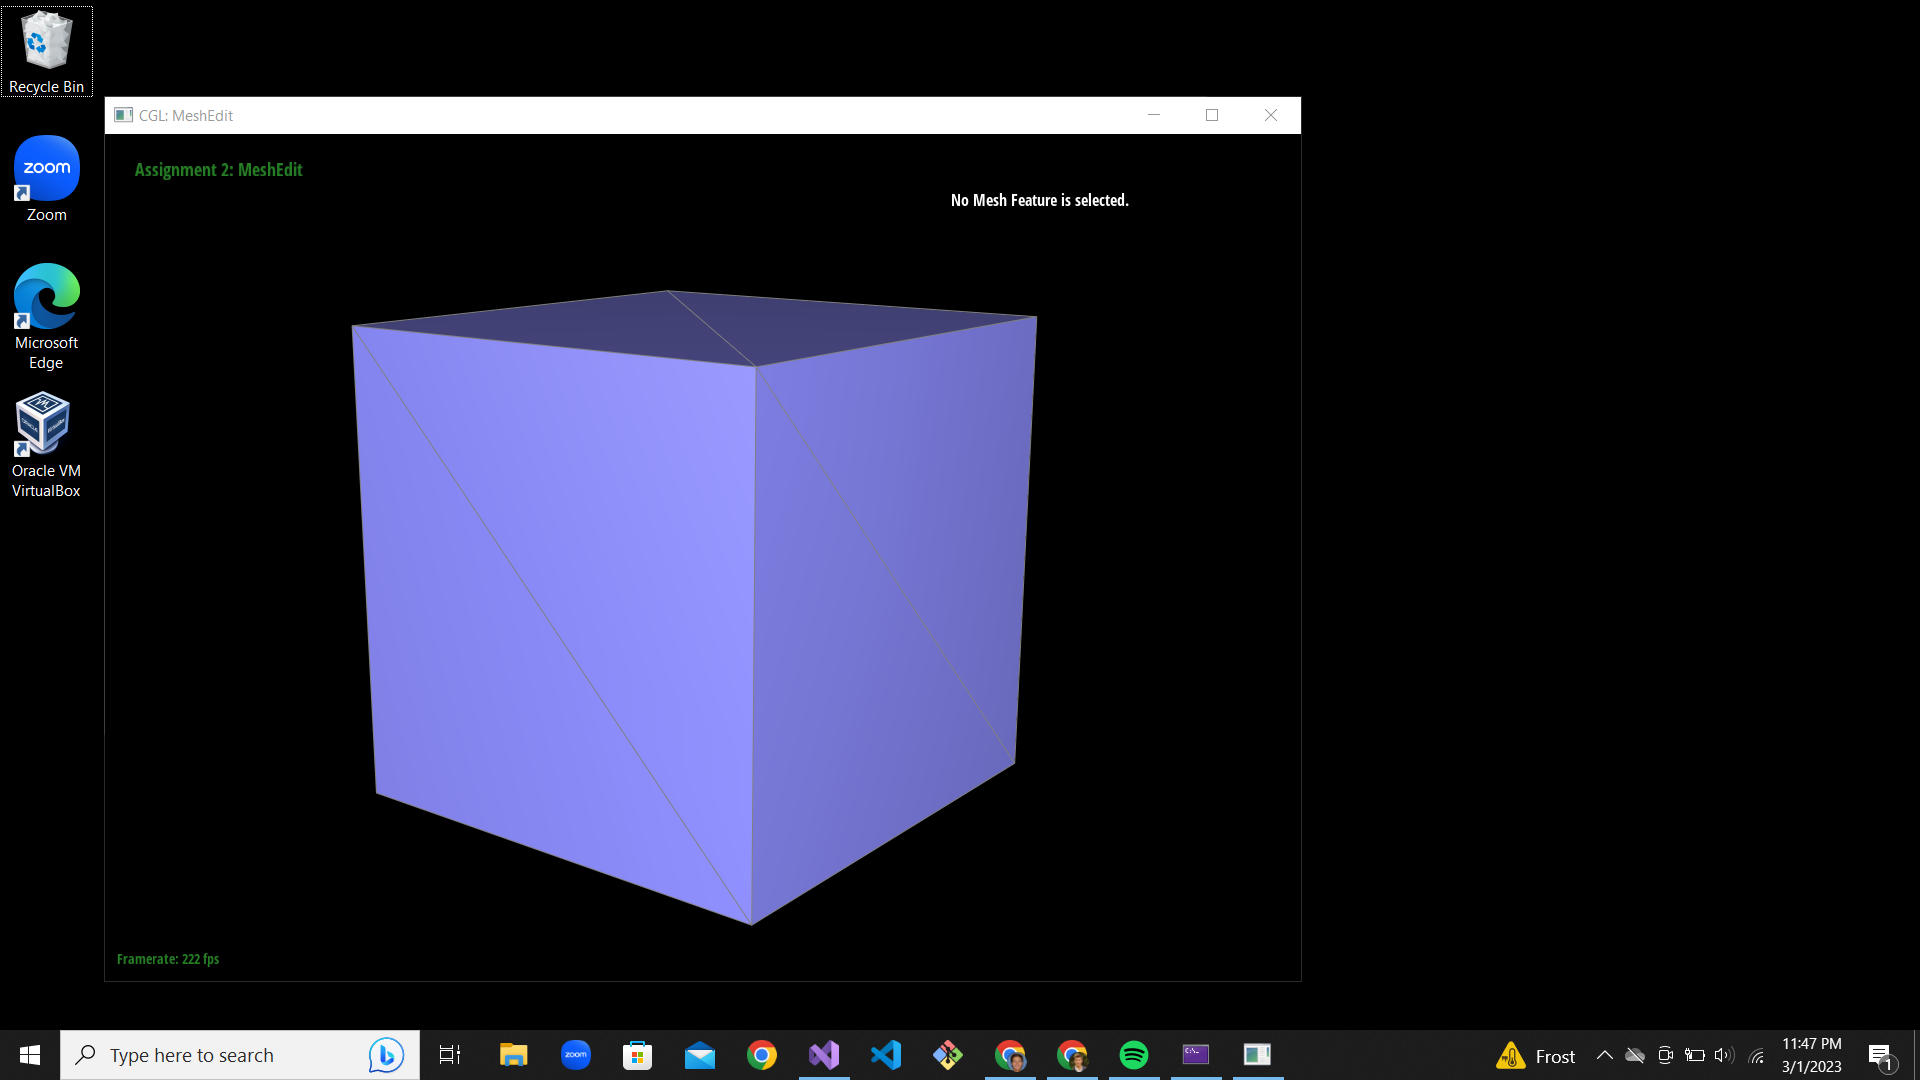 Recycle Bin
zoom
Zoom
Microsoft
Edge
Oracle VM
VirtualBox
CGL: MeshEdit
Assignment 2: MeshEdit
No Mesh Feature is selected.
Framerate: 222 fps
Type here to search
zoom
Frost
11:47 PM
3/1/2023
1